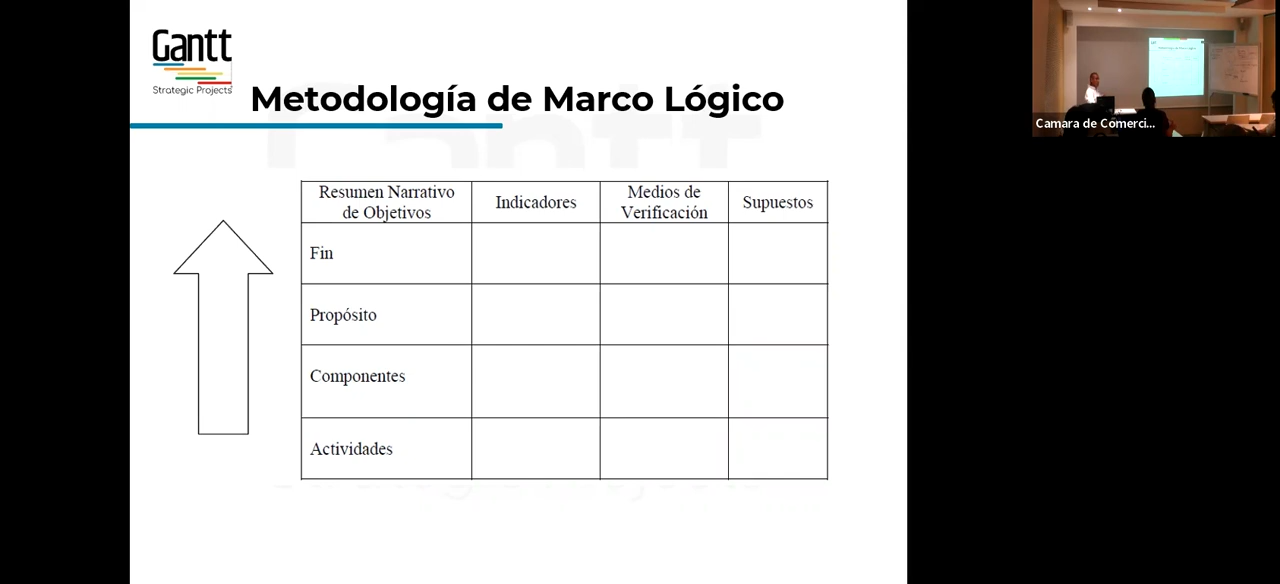 Gantt
Strategic Projects
Metodología de Marco Lógico
Resumen Narrativo
de Objetivos
Indicadores
Medios de
Verificación
Supuestos
Fin
Propósito
Componentes
Actividades
Camara de Comerci...